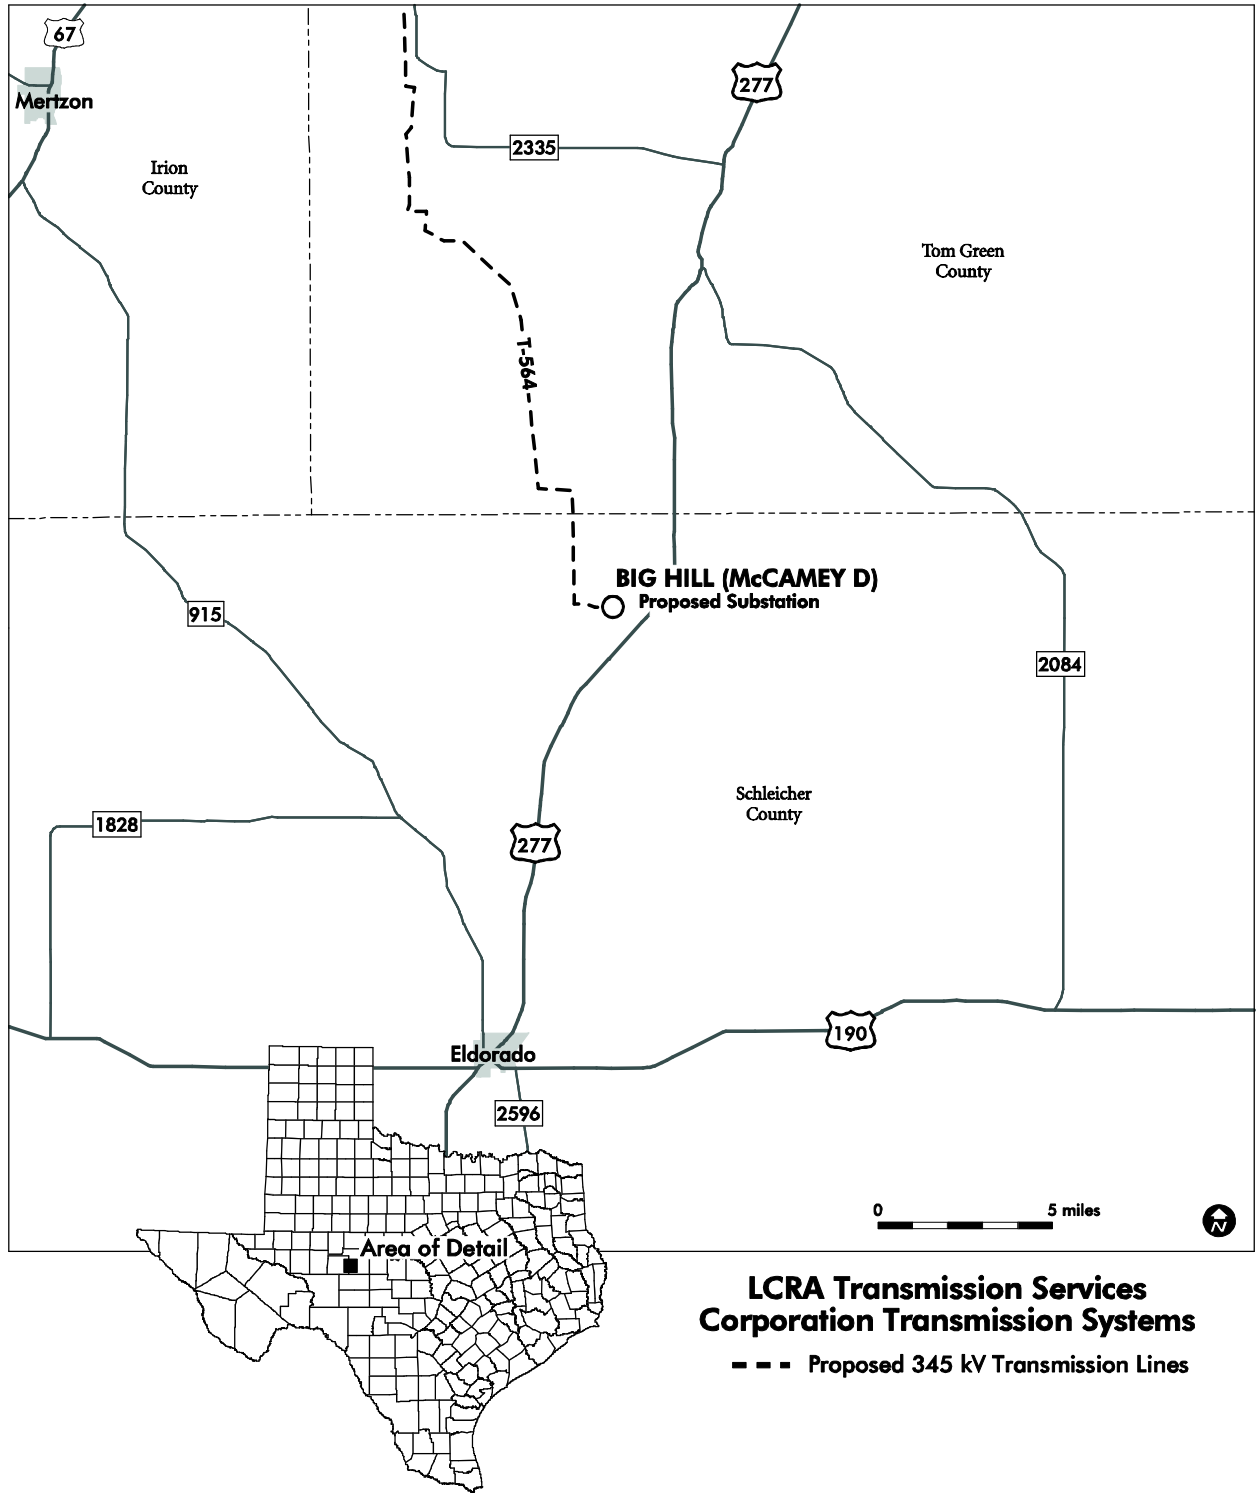 67
277
Mertzon
2335
Irion
County
Tom Green
County
T-564
BIG HILL (McCAMEY D)
Proposed Substation
915
2084
Schleicher
County
1828
277
190
Eldorado
2596
0 5 miles
N
Area of Detail
LCRA Transmission Services
Corporation Transmission Systems
Proposed 345 kV Transmission Lines